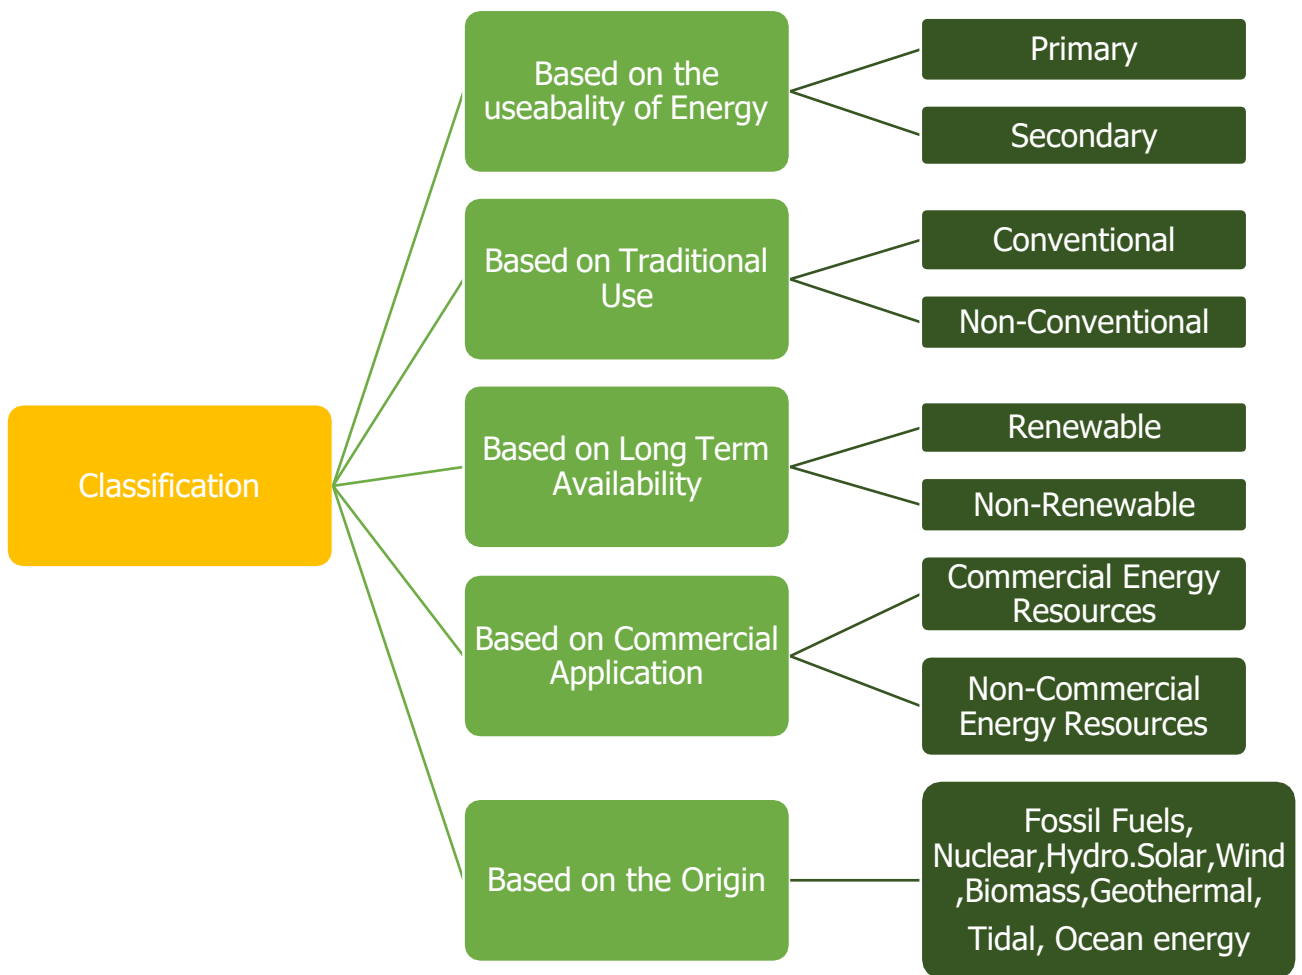 Classification
Based on the
useabality of Energy
Primary
Secondary
Based on Traditional
Use
Conventional
Non-Conventional
Based on Long Term
Availability
Renewable
Non-Renewable
Based on Commercial
Application
Commercial Energy
Resources
Non-Commercial
Energy Resources
Based on the Origin
Fossil Fuels,
Nuclear,Hydro.Solar,Wind
,Biomass,Geothermal,
Tidal, Ocean energy